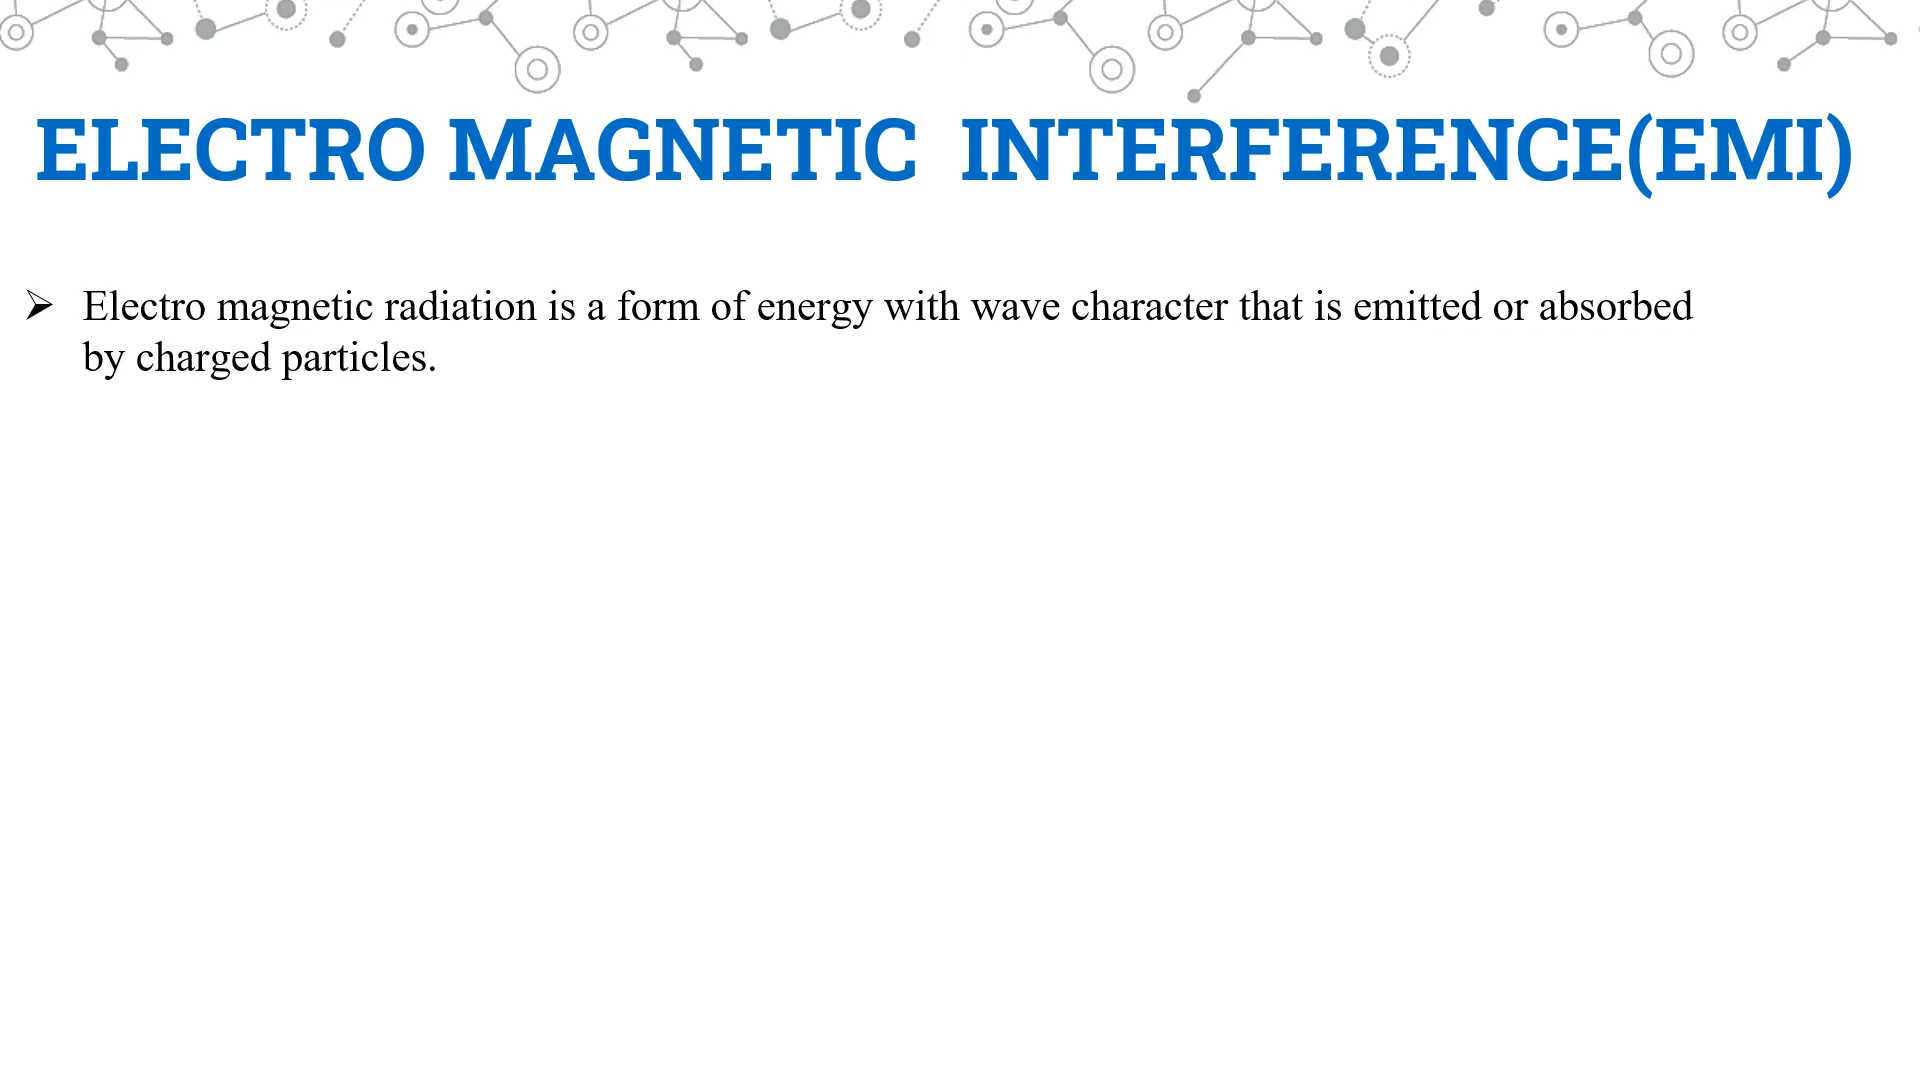 ELECTRO MAGNETIC INTERFERENCE(EMI)
➢ Electro magnetic radiation is a form of energy with wave character that is emitted or absorbed
by charged particles.